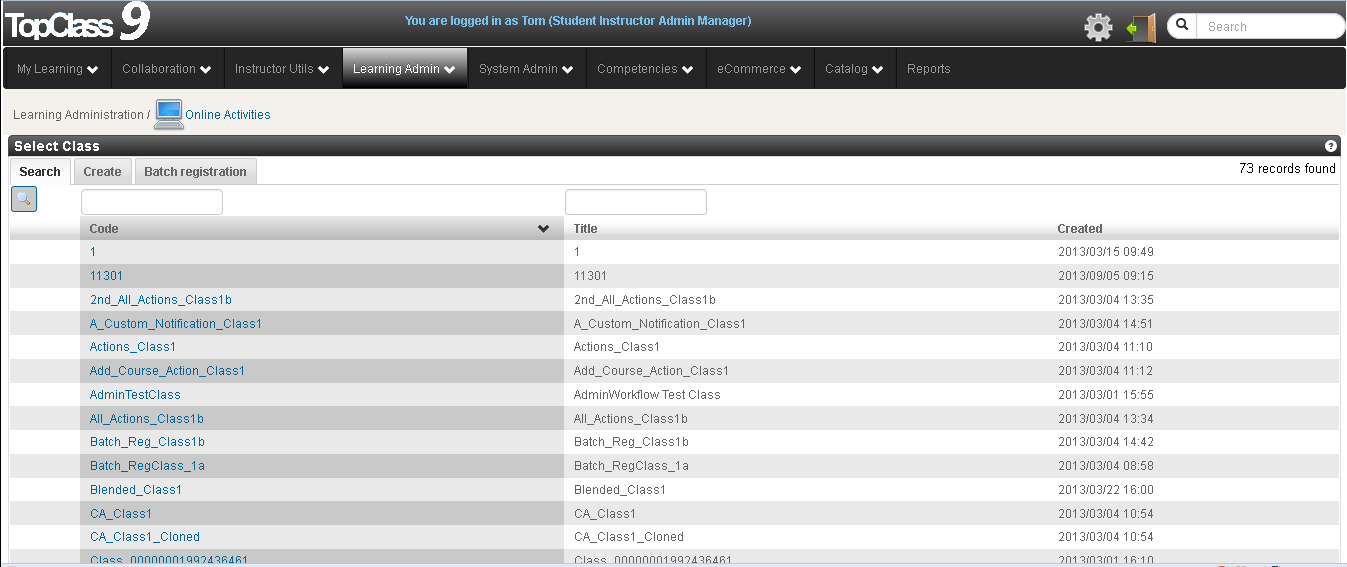 TopClass 9
You are logged in as Tom (Student Instructor Admin Manager)
Search
My Learning Collaboration Instructor Utils Learning Admin System Admin Competencies eCommerce Catalog Reports
Learning Administration / Online Activities
Select Class ?
Search Create Batch registration 73 records found
Code Title Created
1 1 2013/03/15 09:49
11301 11301 2013/09/05 09:15
2nd_All_Actions_Class1b 2nd_All_Actions_Class1b 2013/03/04 13:35
A_Custom_Notification_Class1 A_Custom_Notification_Class1 2013/03/04 14:51
Actions_Class1 Actions_Class1 2013/03/04 11:10
Add_Course_Action_Class1 Add_Course_Action_Class1 2013/03/04 11:12
AdminTestClass AdminWorkflow Test Class 2013/03/01 15:55
All_Actions_Class1b All_Actions_Class1b 2013/03/04 13:34
Batch_Reg_Class1b Batch_Reg_Class1b 2013/03/04 14:42
Batch_RegClass_1a Batch_RegClass_1a 2013/03/04 08:58
Blended_Class1 Blended_Class1 2013/03/22 16:00
CA_Class1 CA_Class1 2013/03/04 10:54
CA_Class1_Cloned CA_Class1_Cloned 2013/03/04 10:54
Class_00000001992436461 Class_00000001992436461 2013/03/01 16:10